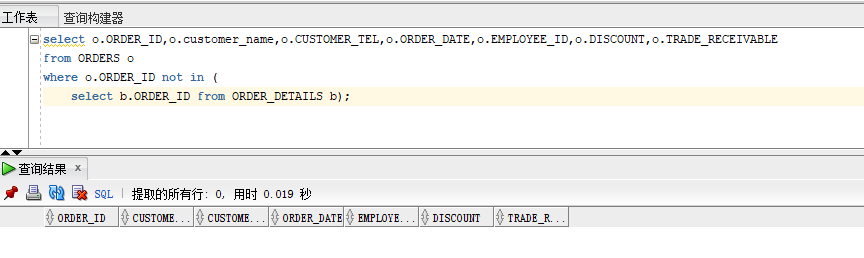 工作表 查询构建器
select o.ORDER_ID,o.customer_name,o.CUSTOMER_TEL,o.ORDER_DATE,o.EMPLOYEE_ID,o.DISCOUNT,o.TRADE_RECEIVABLE
from ORDERS o
where o.ORDER_ID not in (
select b.ORDER_ID from ORDER_DETAILS b);
查询结果 x
SQL | 提取的所有行: 0, 用时 0.019 秒
ORDER_ID CUSTOME... CUSTOME... ORDER_DATE EMPLOYE... DISCOUNT TRADE_R...